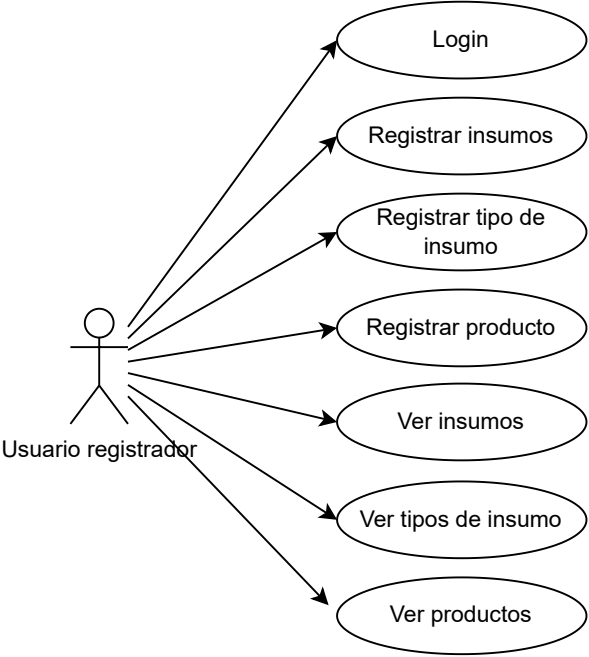 Login
Registrar insumos
Registrar tipo de
insumo
Registrar producto
Ver insumos
Usuario registrador
Ver tipos de insumo
Ver productos